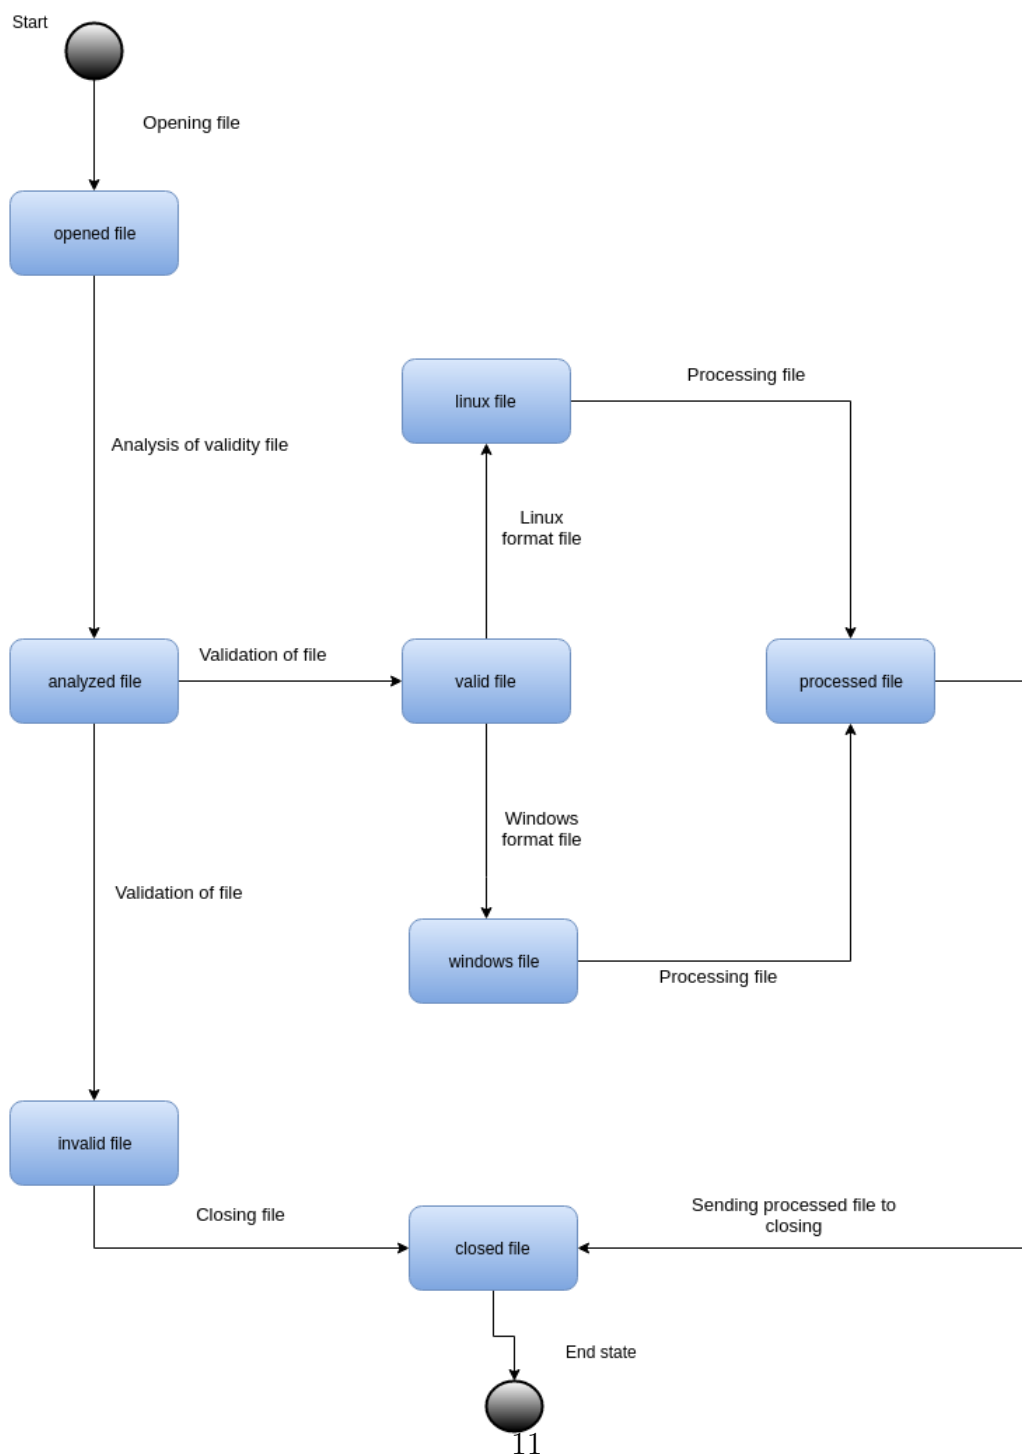 Start
Opening file
opened file
linux file
Processing file
Analysis of validity file
Linux
format file
analyzed file
Validation of file
valid file
processed file
Windows
format file
Validation of file
windows file
Processing file
invalid file
Closing file
closed file
Sending processed file to
closing
End state
11